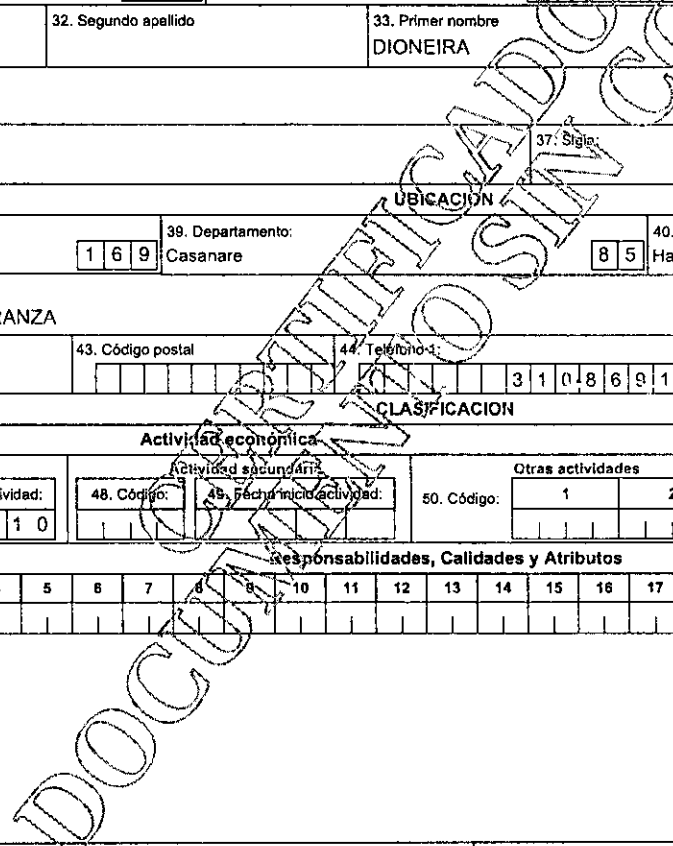 32. Segundo apellido 33. Primer nombre
DIONEIRA
37. Sigla:
UBICACION
39. Departamento: 40.
1 6 9 Casanare 8 5 Ha
RANZA
43. Código postal 44. Teléfono 1:
3 1 0 8 6 9 1
CLASIFICACION
Actividad económica
Actividad secundaria Otras actividades
ividad: 48. Código: 49. Fecha inicio actividad: 50. Código: 1 2
1 0
Responsabilidades, Calidades y Atributos
5 6 7 8 9 10 11 12 13 14 15 16 17
CERTIFICADO
DOCUMENTO SIN CO